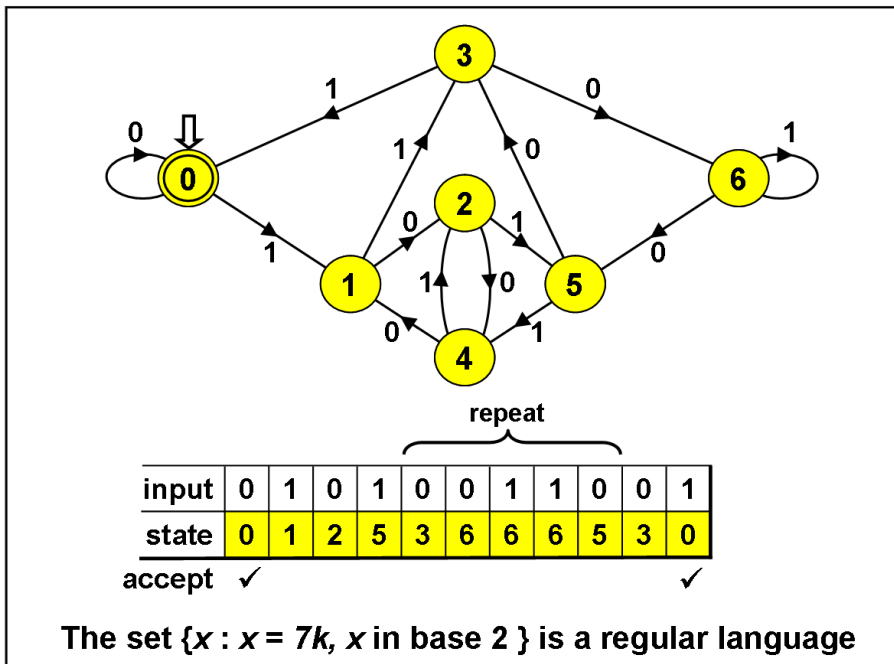 3
1 0
0 1
0 6
1 0
2
0 1
1 0
1 1 0 5
0 1
4
repeat
input 0 1 0 1 0 0 1 1 0 0 1
state 0 1 2 5 3 6 6 6 5 3 0
accept ✓ ✓
The set {x : x = 7k, x in base 2 } is a regular language